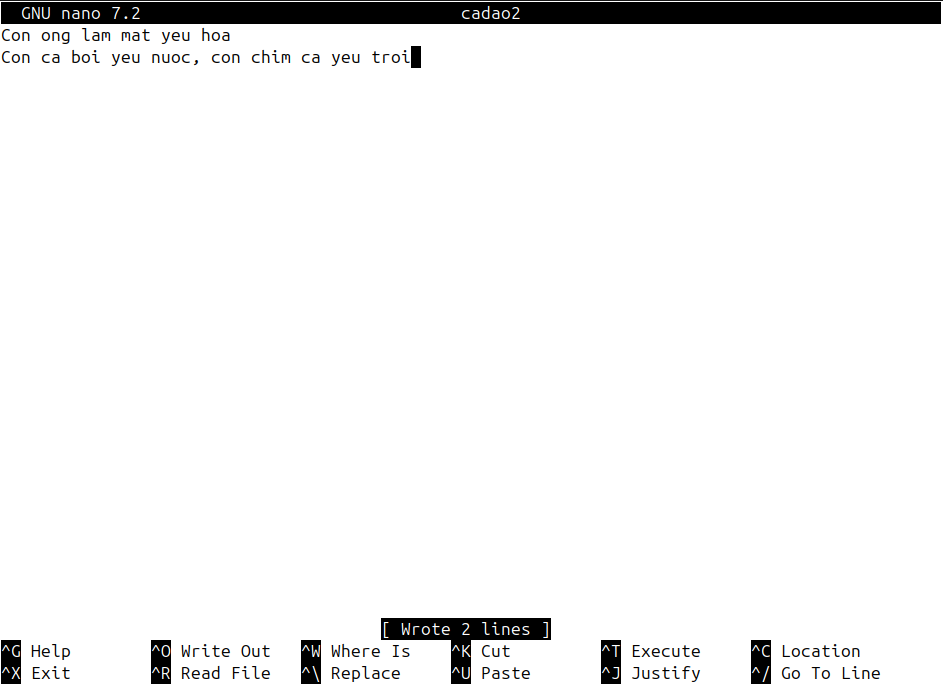 GNU nano 7.2 cadao2
Con ong lam mat yeu hoa
Con ca boi yeu nuoc, con chim ca yeu troi
[ Wrote 2 lines ]
^G Help ^O Write Out ^W Where Is ^K Cut ^T Execute ^C Location
^X Exit ^R Read File ^\ Replace ^U Paste ^J Justify ^/ Go To Line